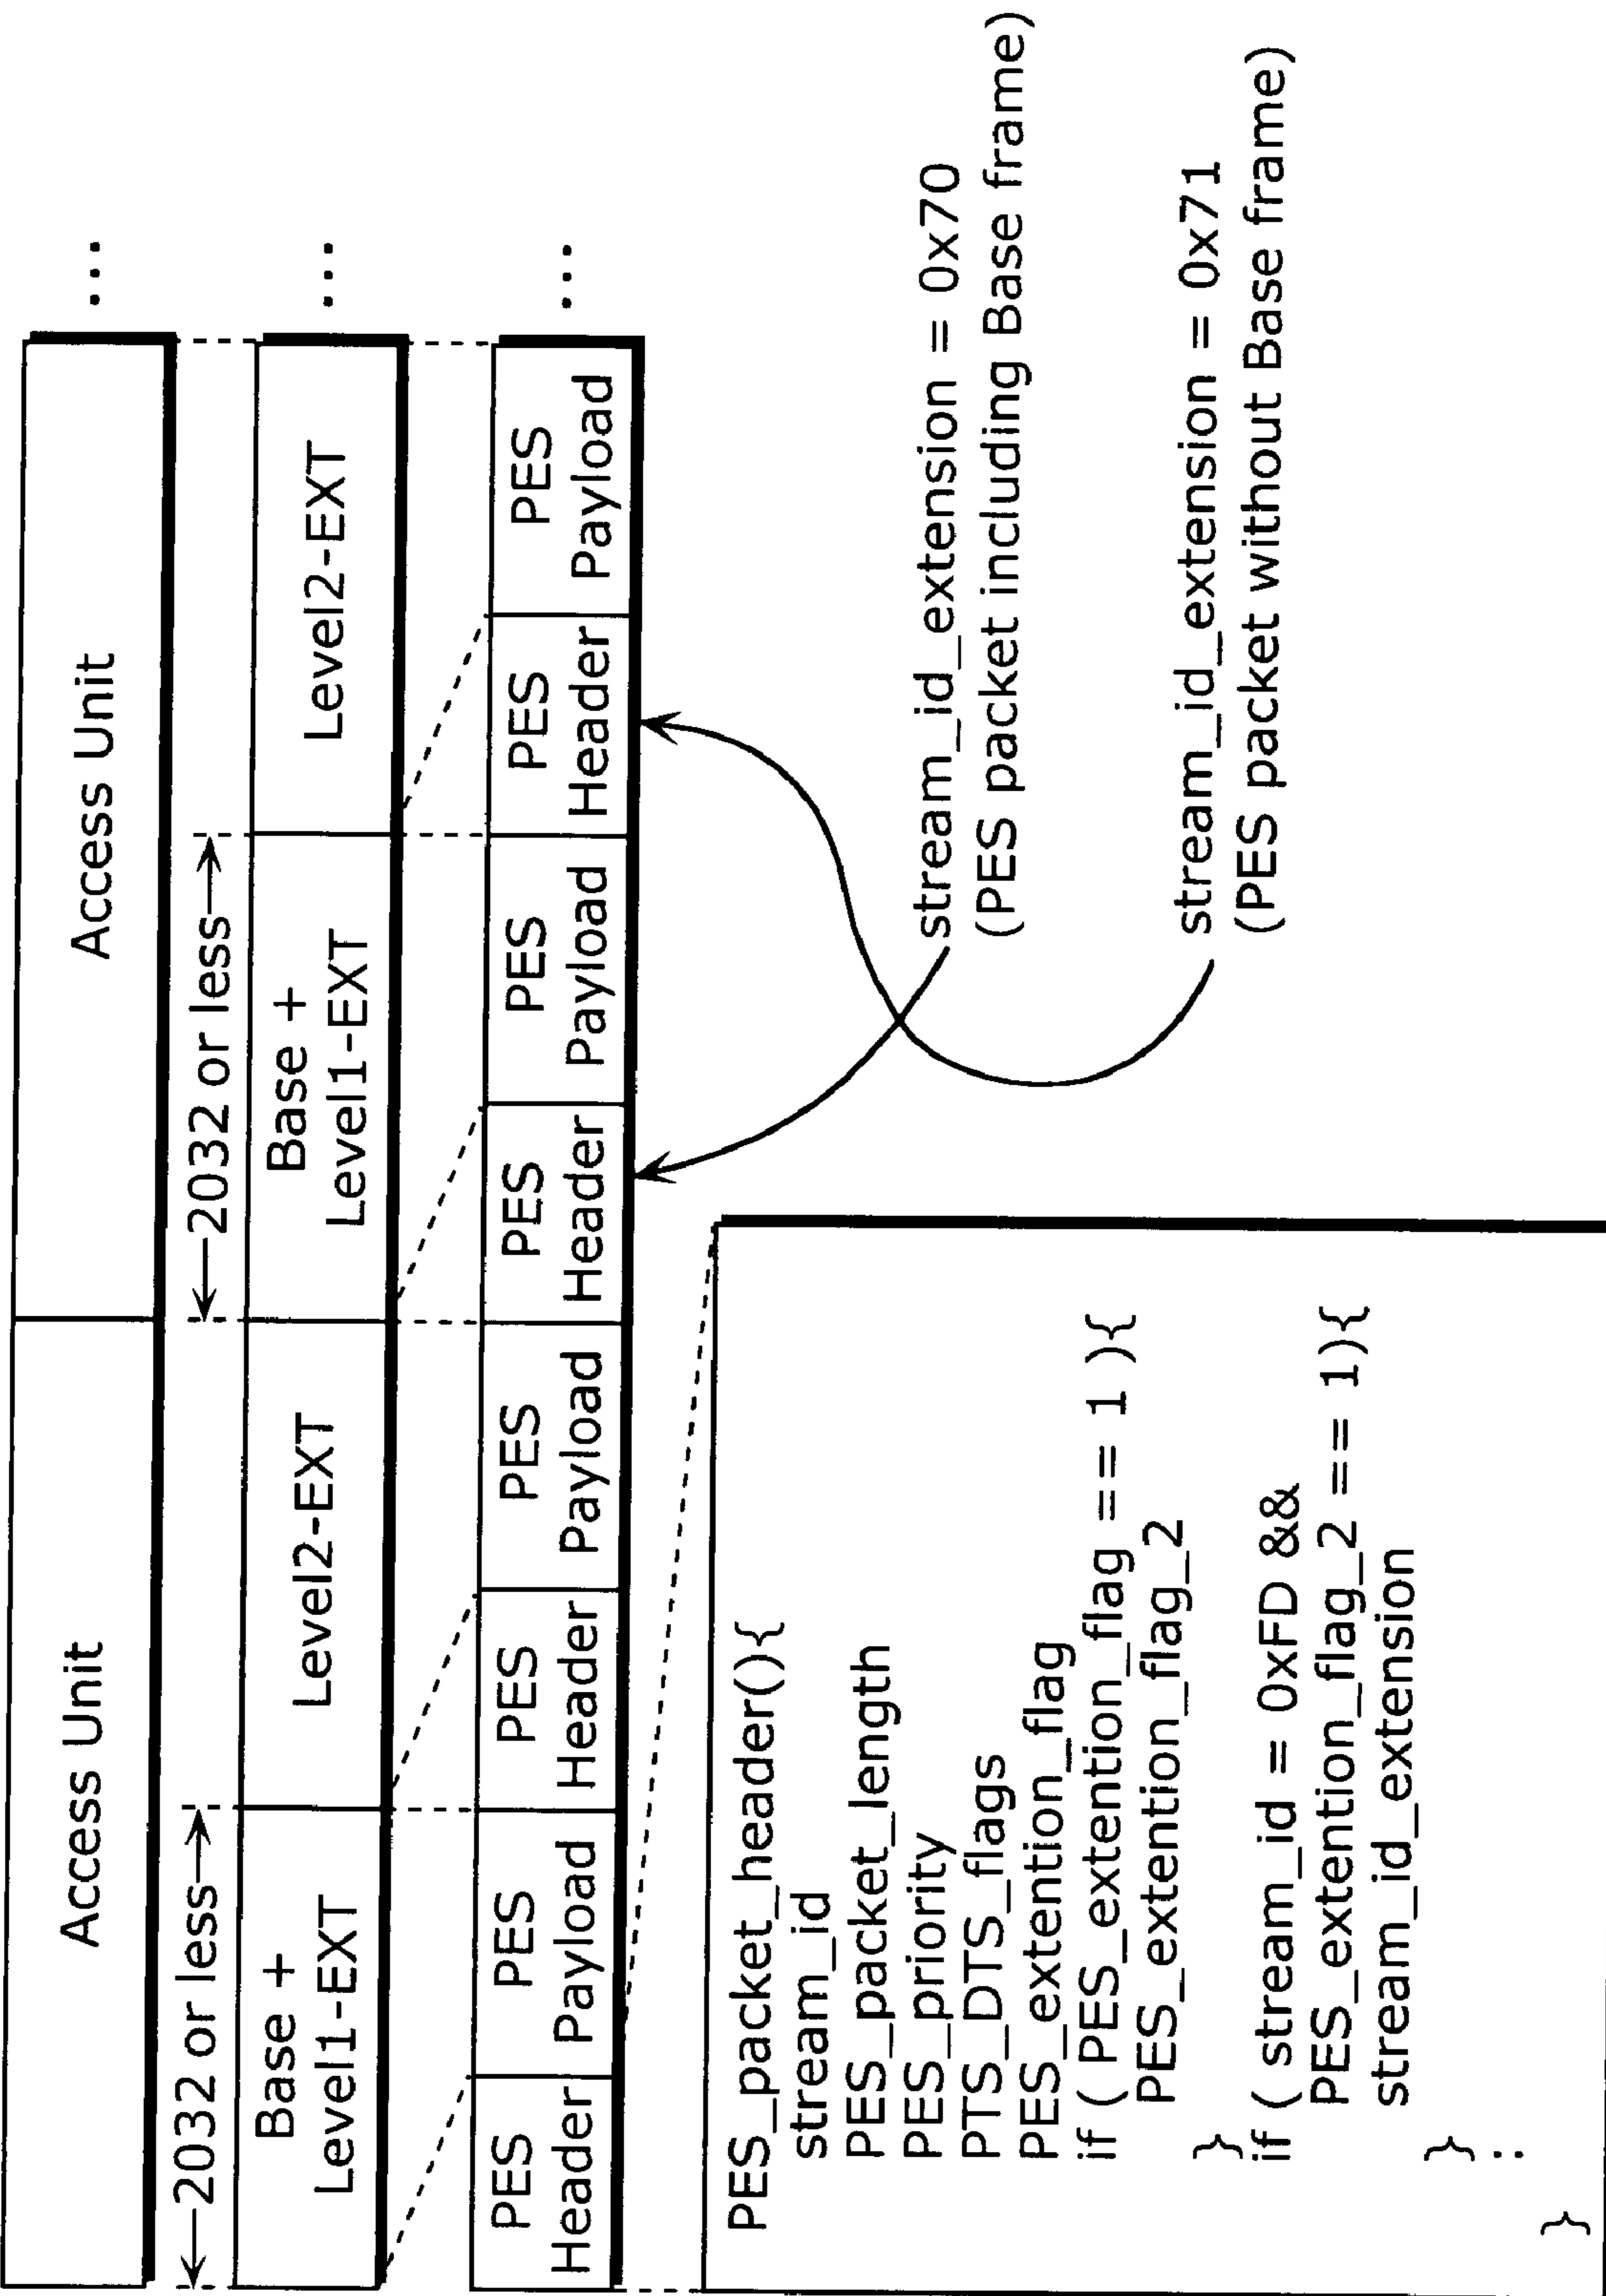 Access Unit
Access Unit
...
2032 or less
2032 or less
Base +
Level1-EXT
Level2-EXT
Base +
Level1-EXT
Level2-EXT
...
PES
Header
PES
Payload
PES
Header
PES
Payload
PES
Header
PES
Payload
PES
Header
PES
Payload
...
PES_packet_header(){
stream_id
PES_packet_length
PES_priority
PTS_DTS_flags
PES_extention_flag
if ( PES_extention_flag == 1 ){
PES_extention_flag_2
}
if ( stream_id = 0xFD &&
PES_extention_flag_2 == 1){
stream_id_extension
}
:
}
stream_id_extension = 0x70
(PES packet including Base frame)
stream_id_extension = 0x71
(PES packet without Base frame)